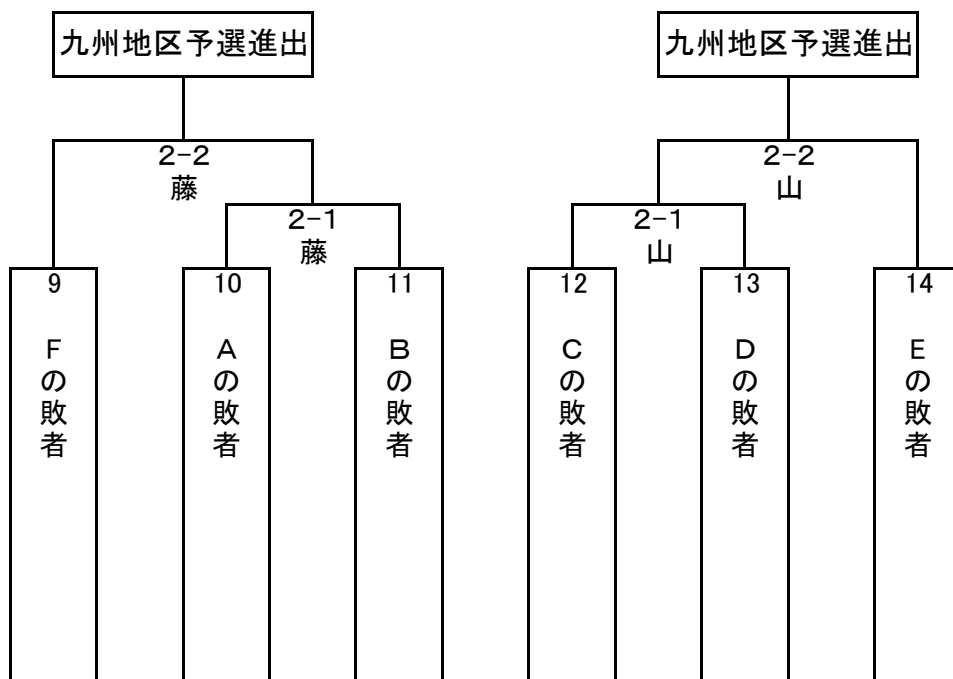 九州地区予選進出
九州地区予選進出
2-2
藤
2-2
山
2-1
藤
2-1
山
9
10
11
12
13
14
Fの敗者
Aの敗者
Bの敗者
Cの敗者
Dの敗者
Eの敗者